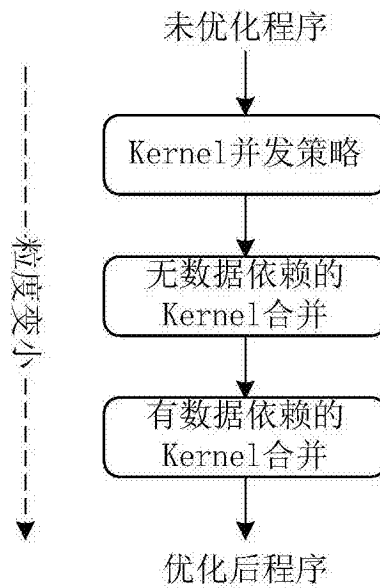 未优化程序
Kernel并发策略
无数据依赖的
Kernel合并
粒度变小
有数据依赖的
Kernel合并
优化后程序